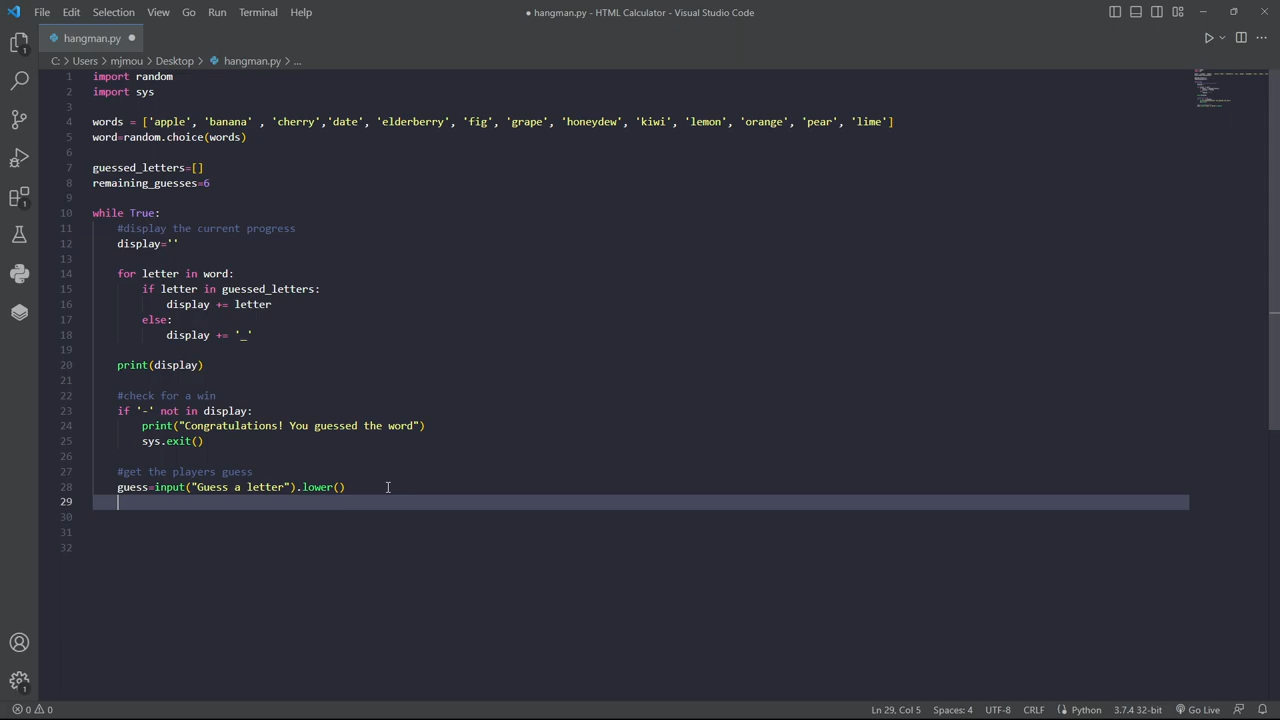 File Edit Selection View Go Run Terminal Help
● hangman.py - HTML Calculator - Visual Studio Code
hangman.py ●
C: > Users > mjmou > Desktop > hangman.py > ...
1 import random
2 import sys
3
4 words = ['apple', 'banana' , 'cherry','date', 'elderberry', 'fig', 'grape', 'honeydew', 'kiwi', 'lemon', 'orange', 'pear', 'lime']
5 word=random.choice(words)
6
7 guessed_letters=[]
8 remaining_guesses=6
9
10 while True:
11     #display the current progress
12     display=''
13
14     for letter in word:
15         if letter in guessed_letters:
16             display += letter
17         else:
18             display += '_'
19
20     print(display)
21
22     #check for a win
23     if '-' not in display:
24         print("Congratulations! You guessed the word")
25         sys.exit()
26
27     #get the players guess
28     guess=input("Guess a letter").lower()
29
30
31
32
1
1
1
0 0 Ln 29, Col 5 Spaces: 4 UTF-8 CRLF Python 3.7.4 32-bit Go Live